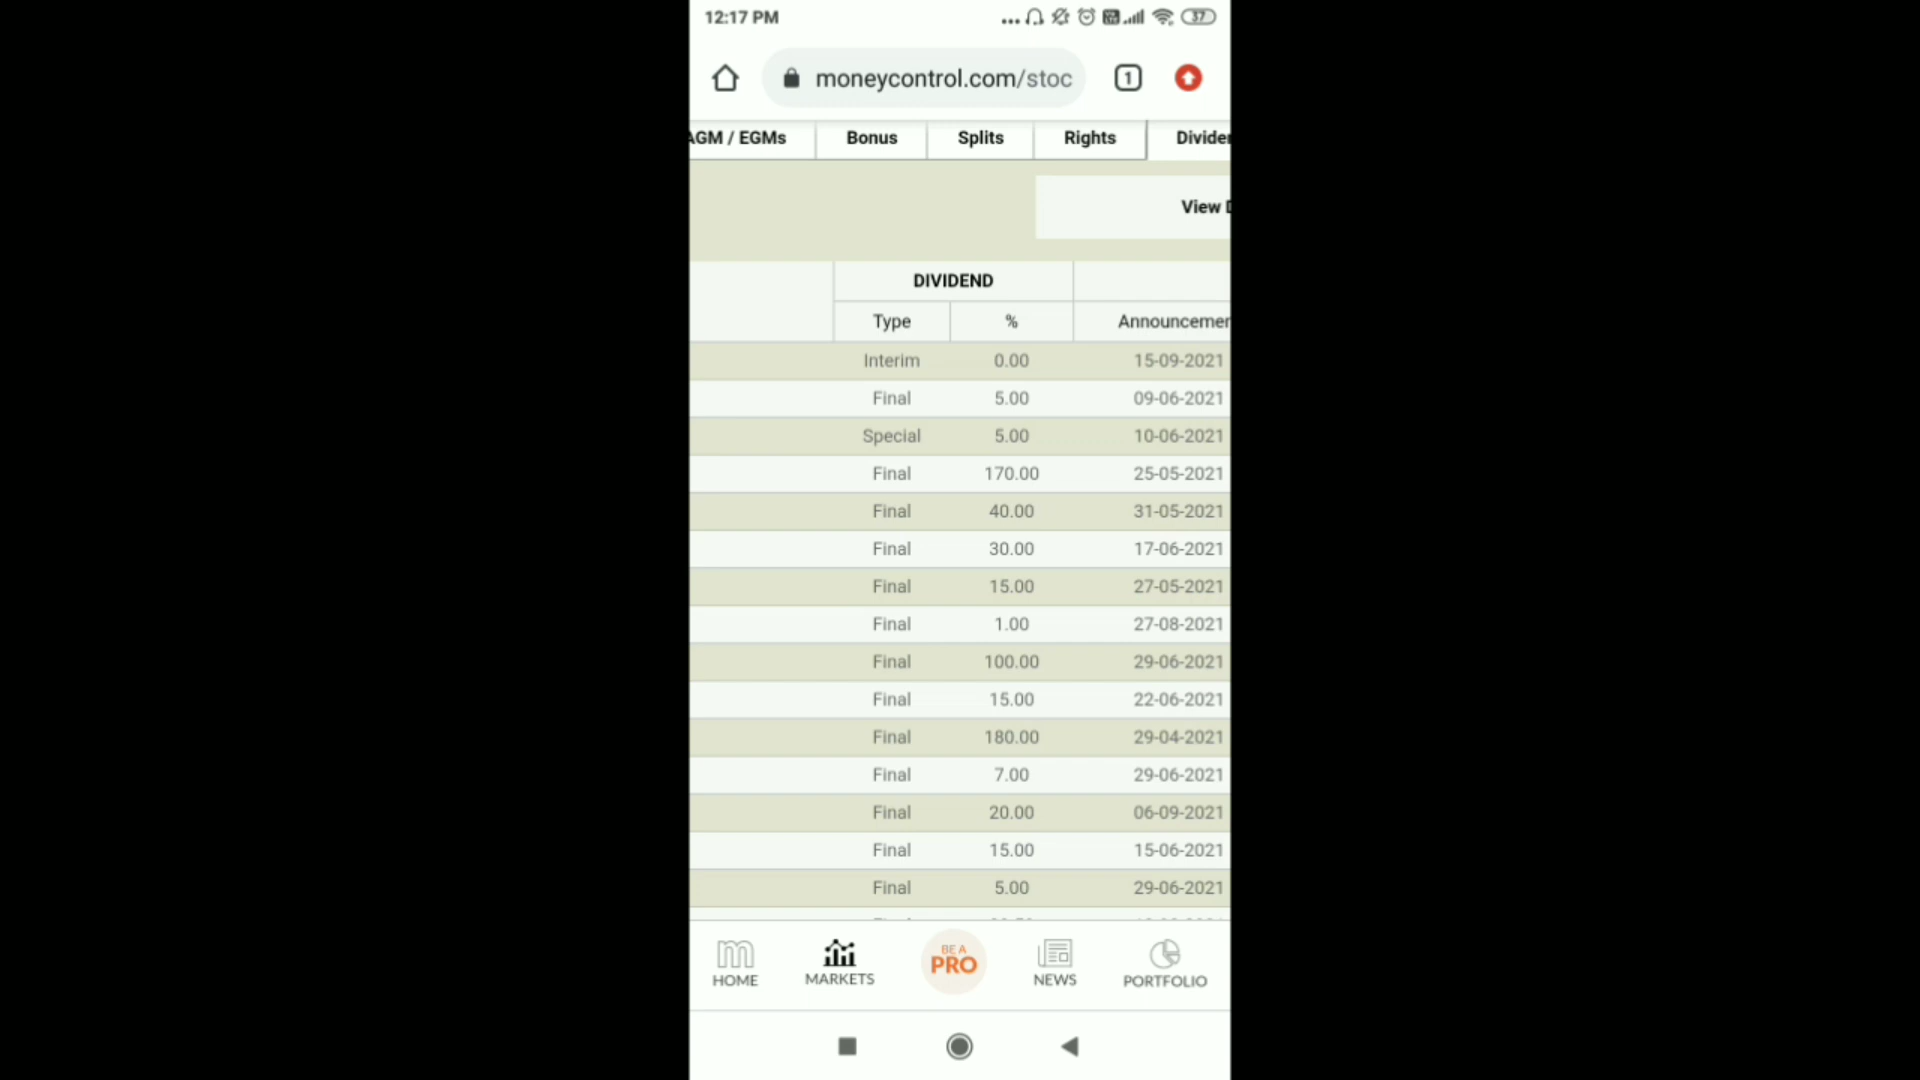 12:17 PM
37
moneycontrol.com/stoc
1
AGM / EGMs Bonus Splits Rights Divider
View D
DIVIDEND
Type % Announcemen
Interim 0.00 15-09-2021
Final 5.00 09-06-2021
Special 5.00 10-06-2021
Final 170.00 25-05-2021
Final 40.00 31-05-2021
Final 30.00 17-06-2021
Final 15.00 27-05-2021
Final 1.00 27-08-2021
Final 100.00 29-06-2021
Final 15.00 22-06-2021
Final 180.00 29-04-2021
Final 7.00 29-06-2021
Final 20.00 06-09-2021
Final 15.00 15-06-2021
Final 5.00 29-06-2021
BE A
PRO
HOME MARKETS NEWS PORTFOLIO